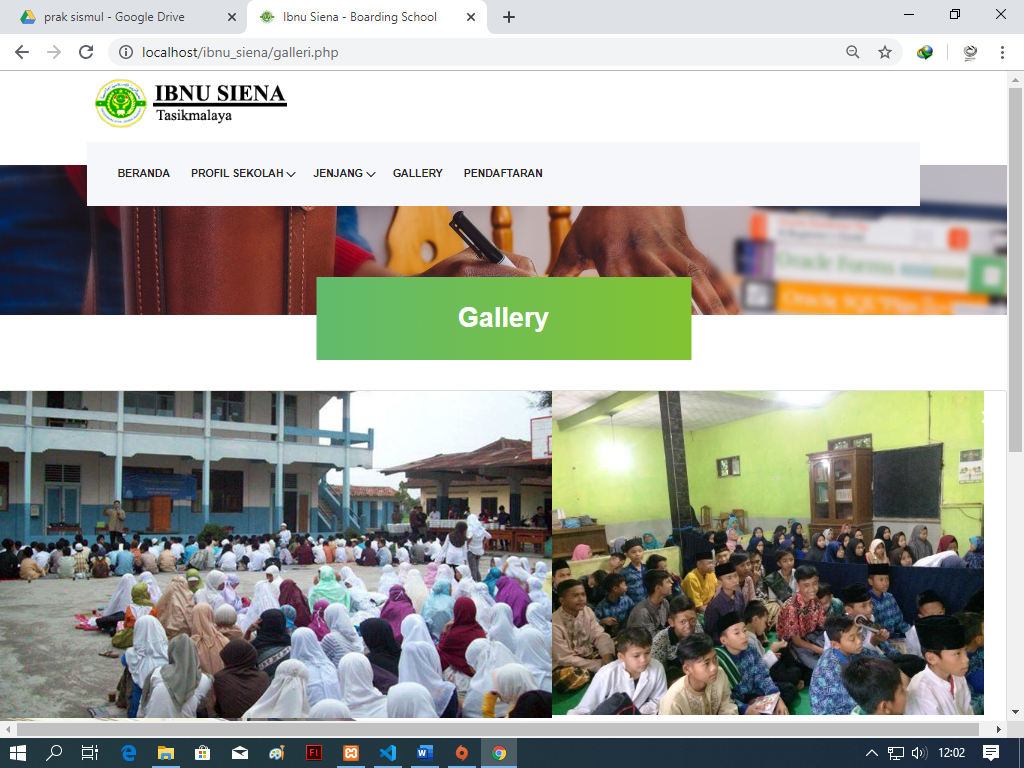 prak sismul - Google Drive
Ibnu Siena - Boarding School
localhost/ibnu_siena/galleri.php
IBNU SIENA
Tasikmalaya
BERANDA PROFIL SEKOLAH JENJANG GALLERY PENDAFTARAN
Oracle Forms
Gallery
12:02